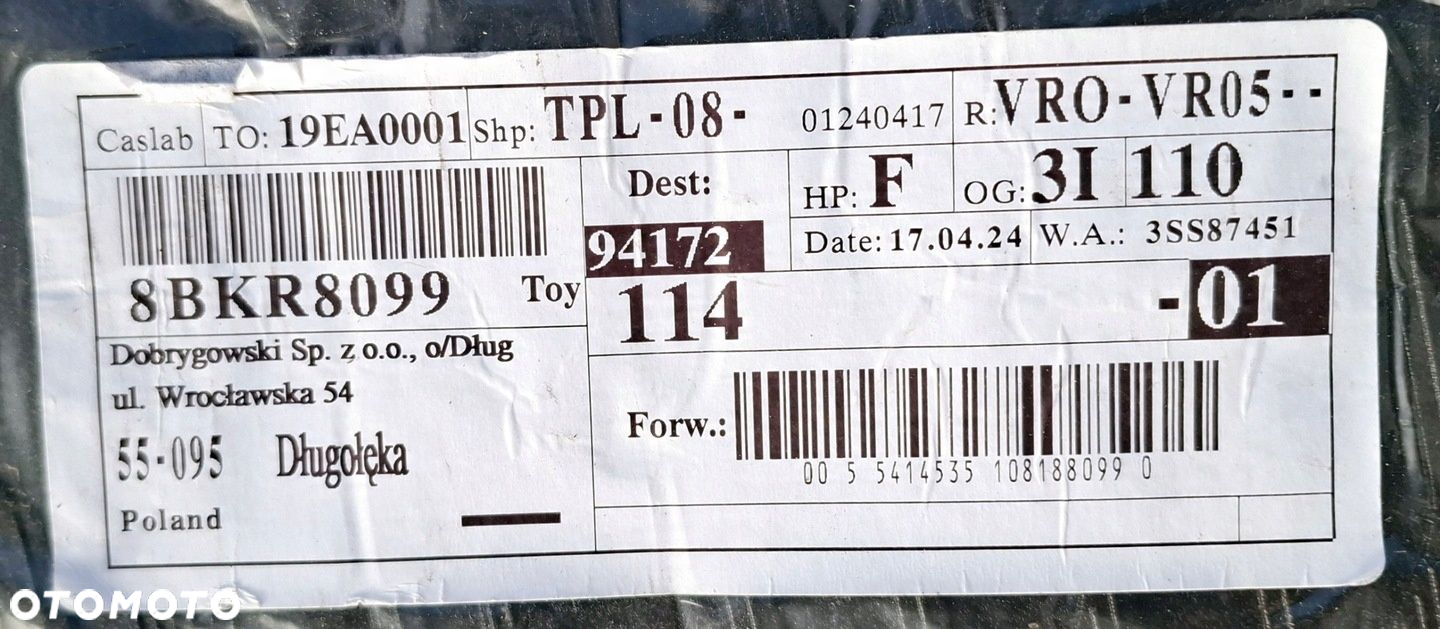 Caslab TO: 19EA0001 Shp: TPL-08- 01240417 R: VRO-VR05--
Dest: HP: F OG: 3I 110
94172 Date: 17.04.24 W.A.: 3SS87451
8BKR8099 Toy 114 -01
Dobrygowski Sp. z o.o., o/Dług
ul. Wrocławska 54
Forw.:
55-095 Długołęka
00 5 5414535 108188099 0
Poland
OTOMOTO